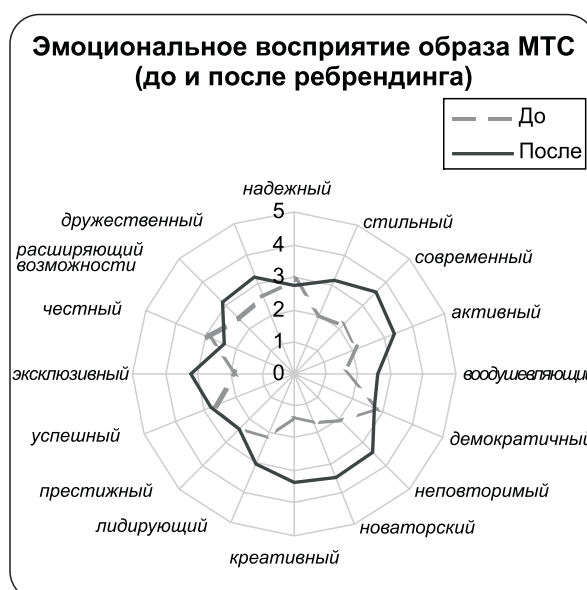 Эмоциональное восприятие образа МТС
(до и после ребрендинга)
До
После
надежный
дружественный
стильный
расширяющий
возможности
современный
честный
активный
эксклюзивный
воодушевляющий
успешный
демократичный
престижный
неповторимый
лидирующий
новаторский
креативный
5
4
3
2
1
0